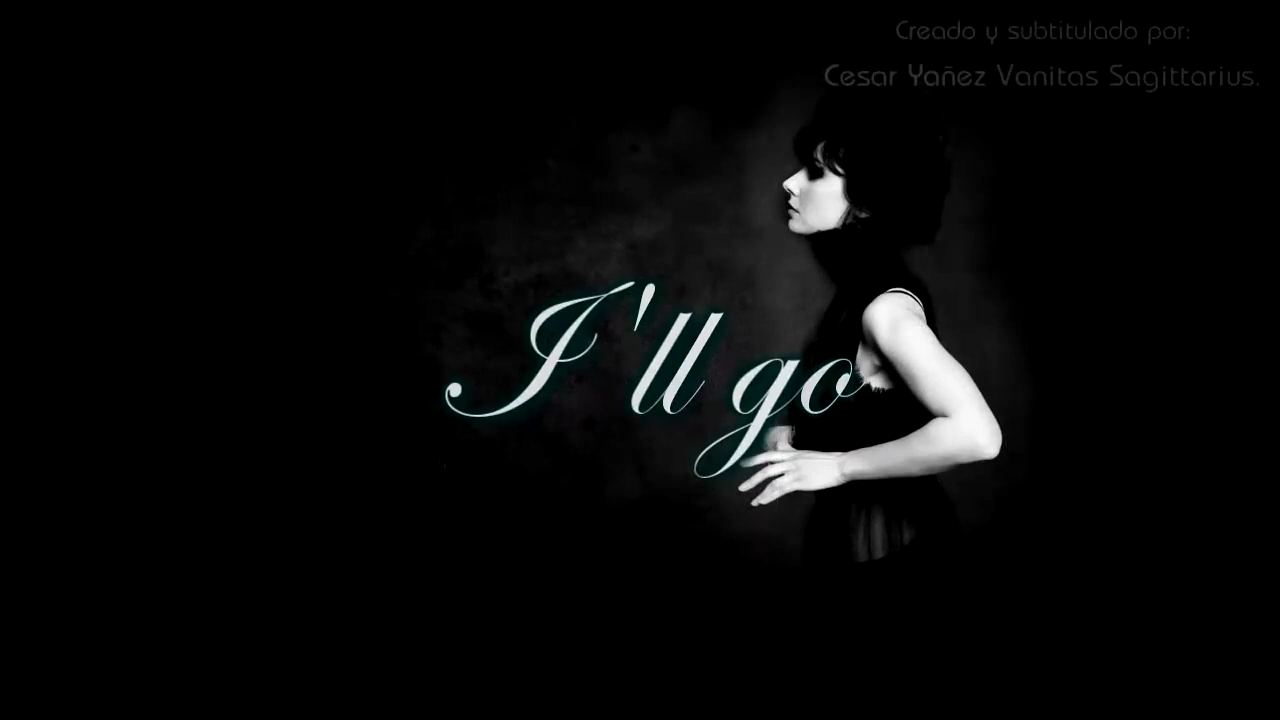 Creado y subtitulado por:
Cesar Yañez Vanitas Sagittarius.
I'll go